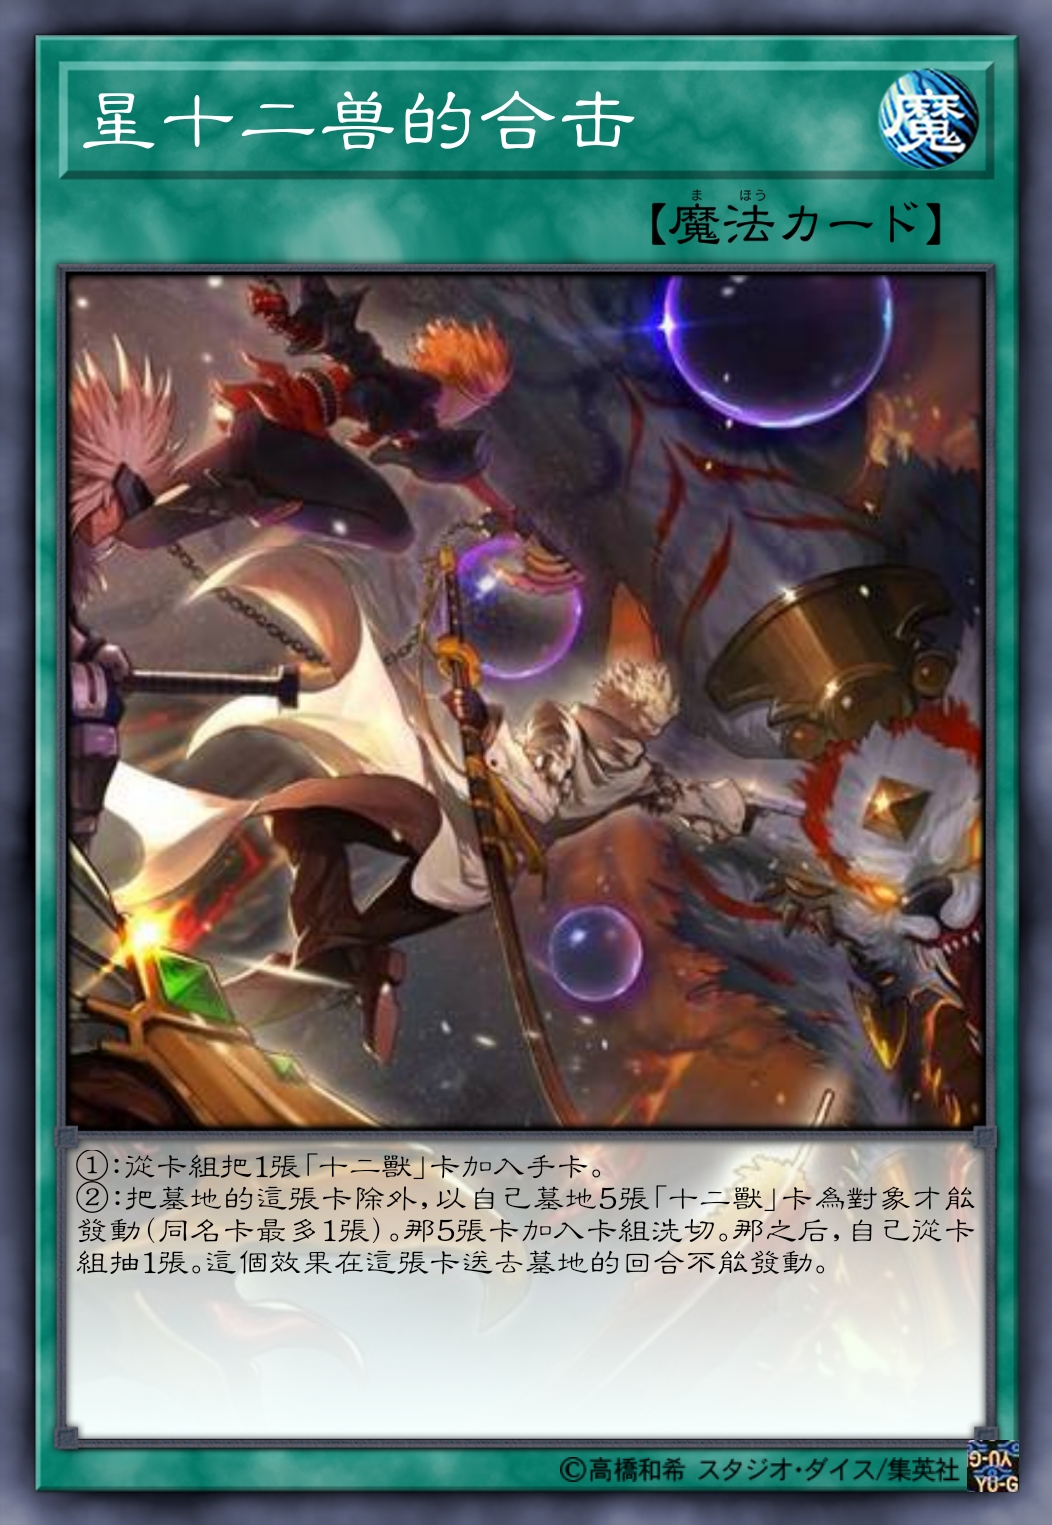 星十二兽的合击
魔
【魔法カード】
まほう
①:從卡組把1張「十二獸」卡加入手卡。
②:把墓地的這張卡除外,以自己墓地5張「十二獸」卡為對象才能
發動(同名卡最多1張)。那5張卡加入卡組洗切。那之后,自己從卡
組抽1張。這個效果在這張卡送去墓地的回合不能發動。
©高橋和希 スタジオ・ダイス/集英社
YU-G
YU-G